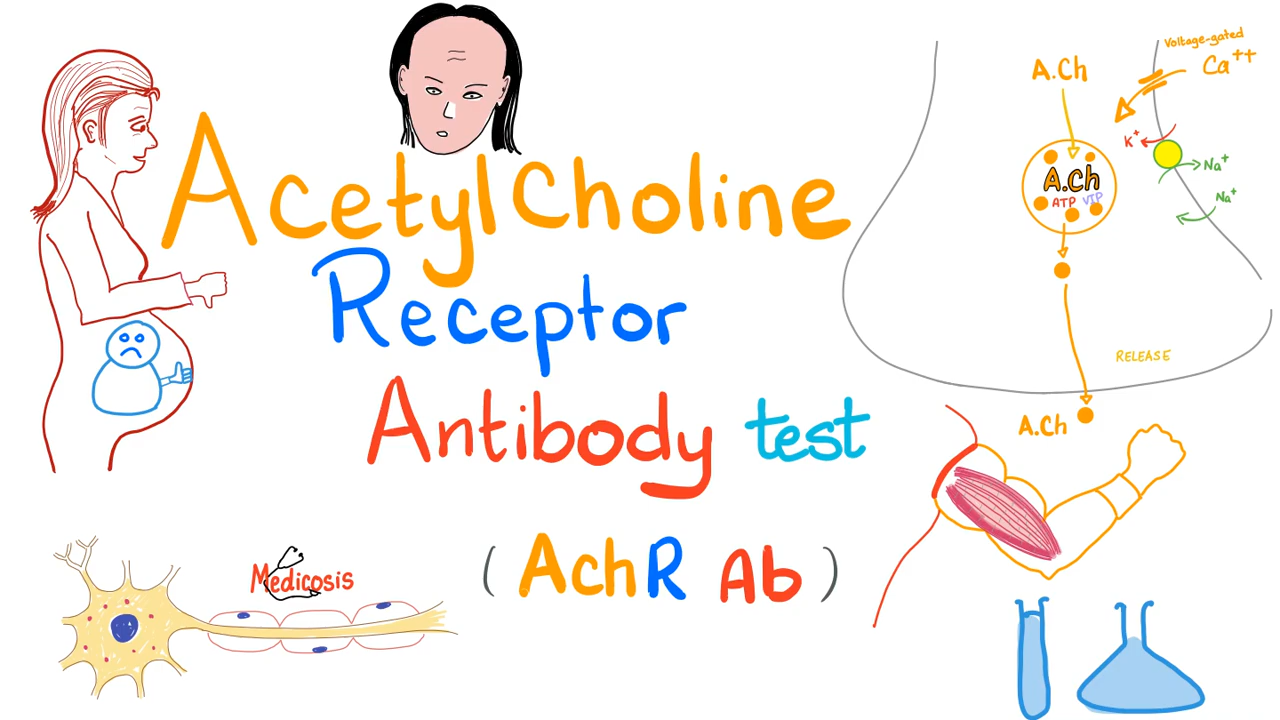 AcetylCholine
Receptor
Antibody test
(AchR Ab)
Medicosis
Voltage-gated
Ca++
A.Ch
K+
Na+
Na+
A.Ch
ATP VIP
RELEASE
A.Ch